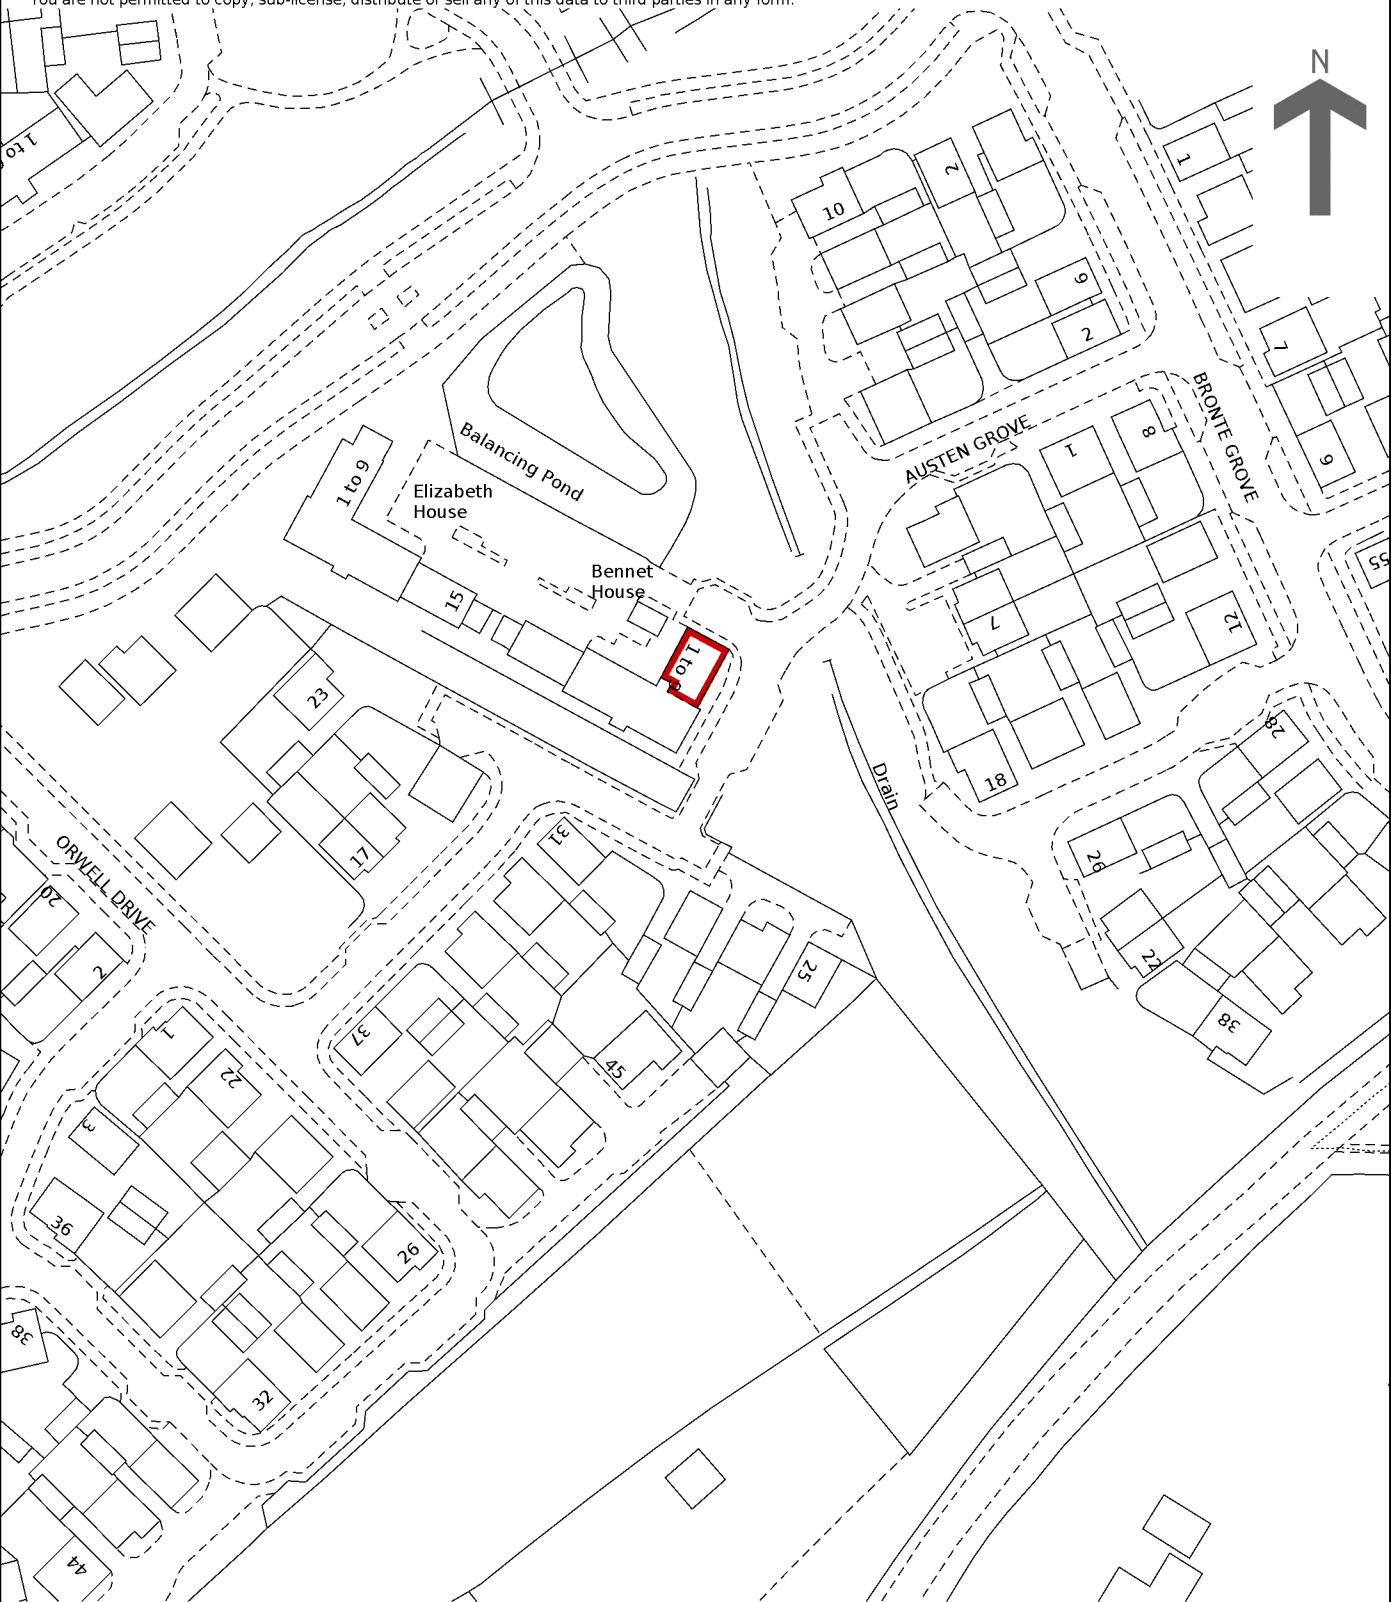 You are not permitted to copy, sub-license, distribute or sell any of this data to third parties in any form.
N
1 to
1
2
10
9
2
7
BRONTE GROVE
8
AUSTEN GROVE
1
9
Balancing Pond
1 to 9
Elizabeth
House
Bennet
House
55
15
7
12
1 to 9
23
28
Drain
18
31
17
ORWELL DRIVE
26
20
2
22
25
37
38
1
45
22
3
36
26
38
32
44